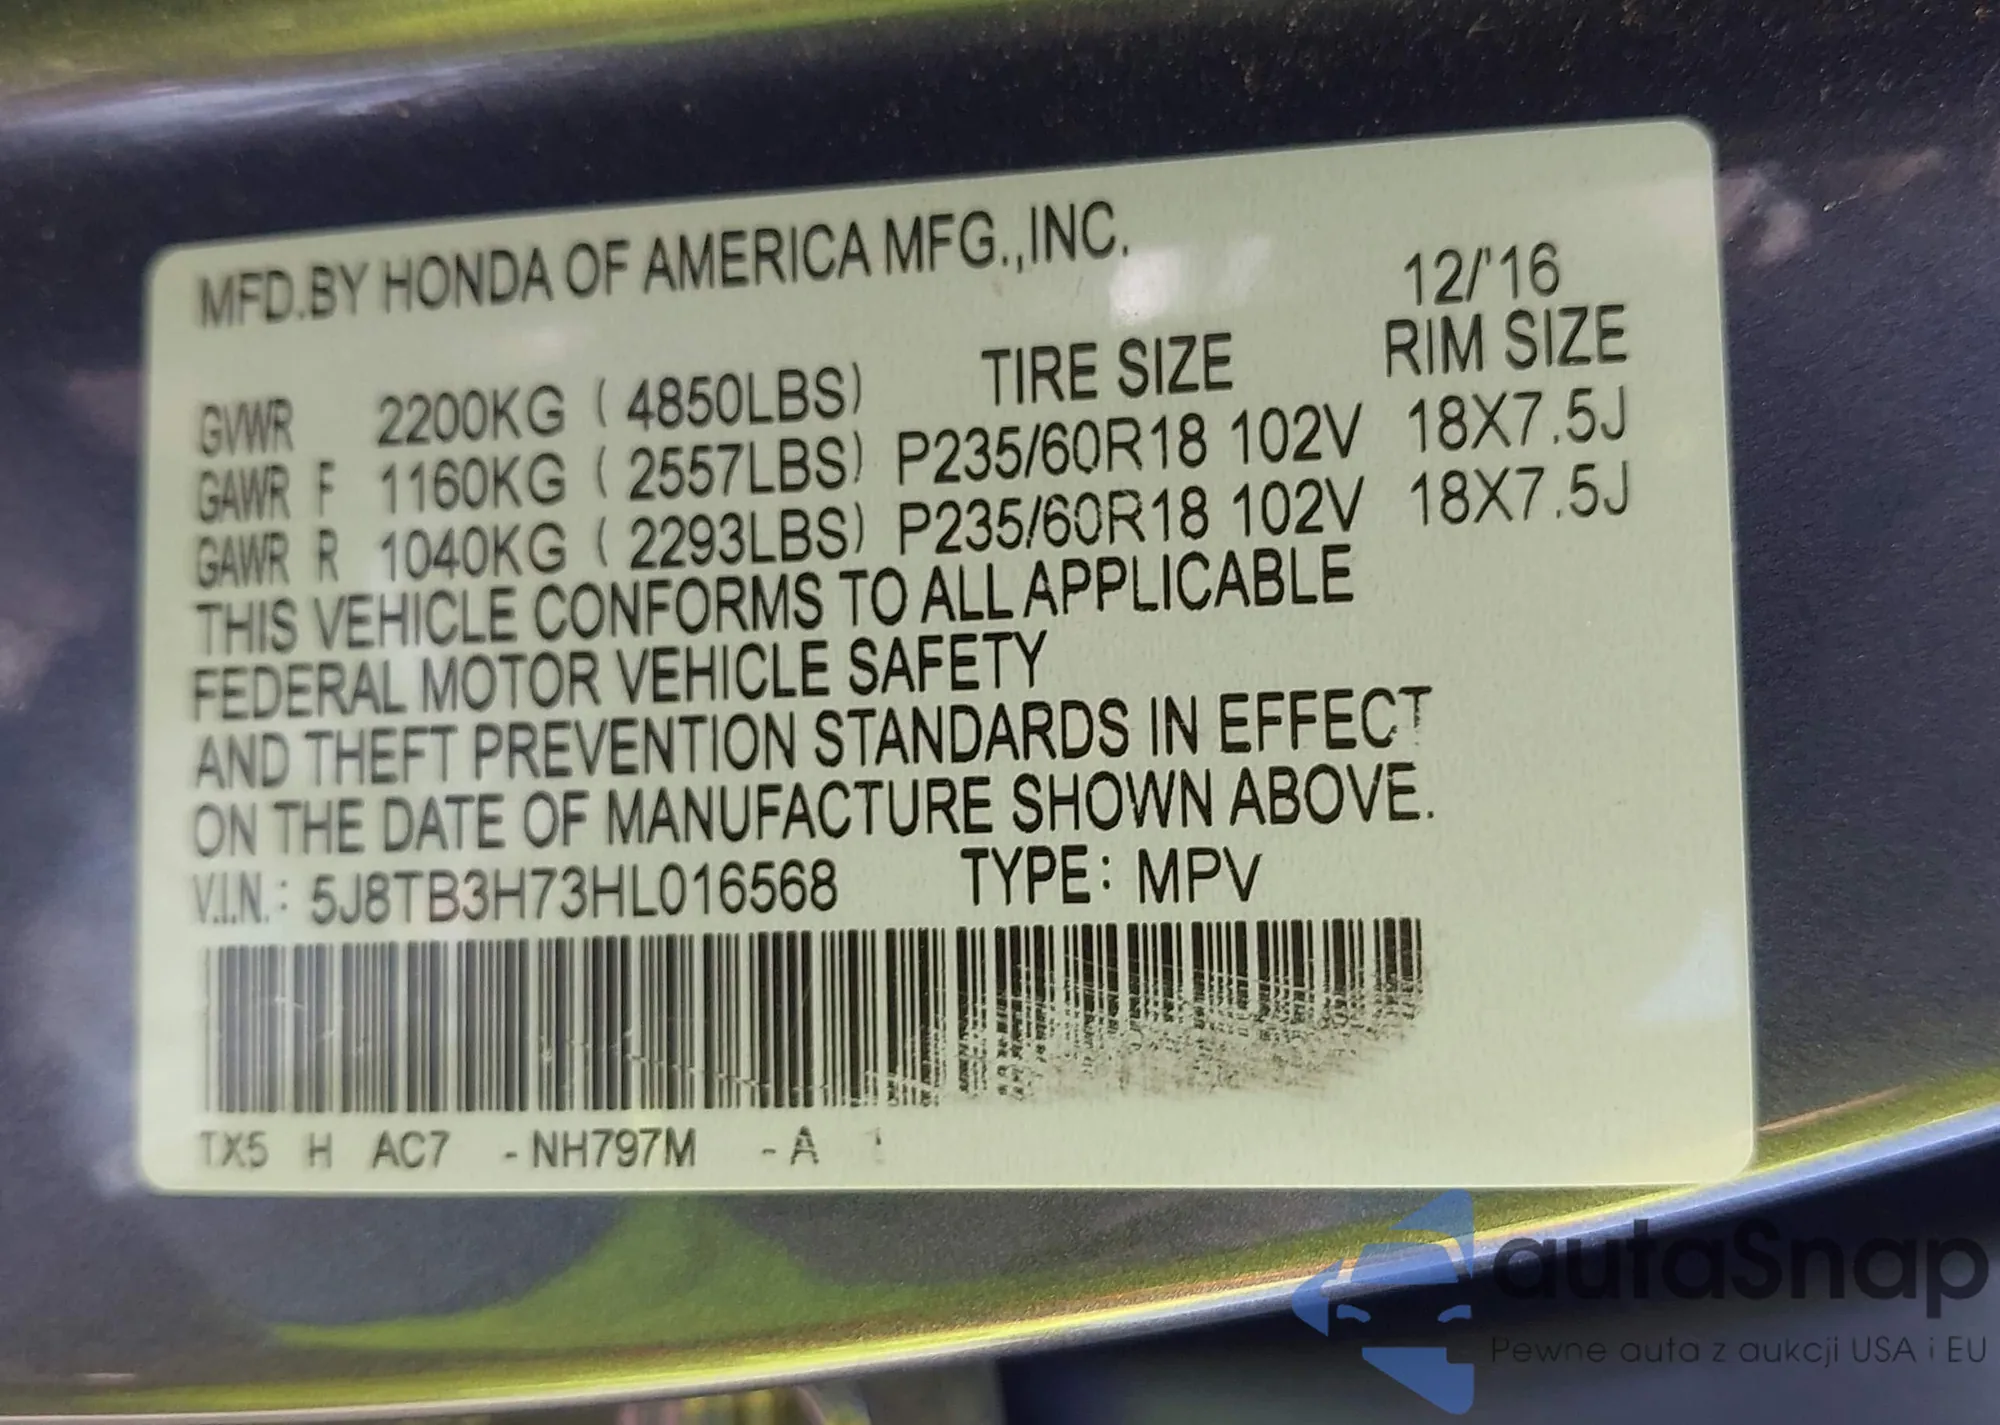 MFD.BY HONDA OF AMERICA MFG.,INC.
12/'16
TIRE SIZE RIM SIZE
GVWR 2200KG ( 4850LBS)
GAWR F 1160KG ( 2557LBS) P235/60R18 102V 18X7.5J
GAWR R 1040KG ( 2293LBS) P235/60R18 102V 18X7.5J
THIS VEHICLE CONFORMS TO ALL APPLICABLE
FEDERAL MOTOR VEHICLE SAFETY
AND THEFT PREVENTION STANDARDS IN EFFECT
ON THE DATE OF MANUFACTURE SHOWN ABOVE.
V.I.N.: 5J8TB3H73HL016568 TYPE: MPV
TX5 H AC7 -NH797M -A
autaSnap
Pewne auta z aukcji USA i EU